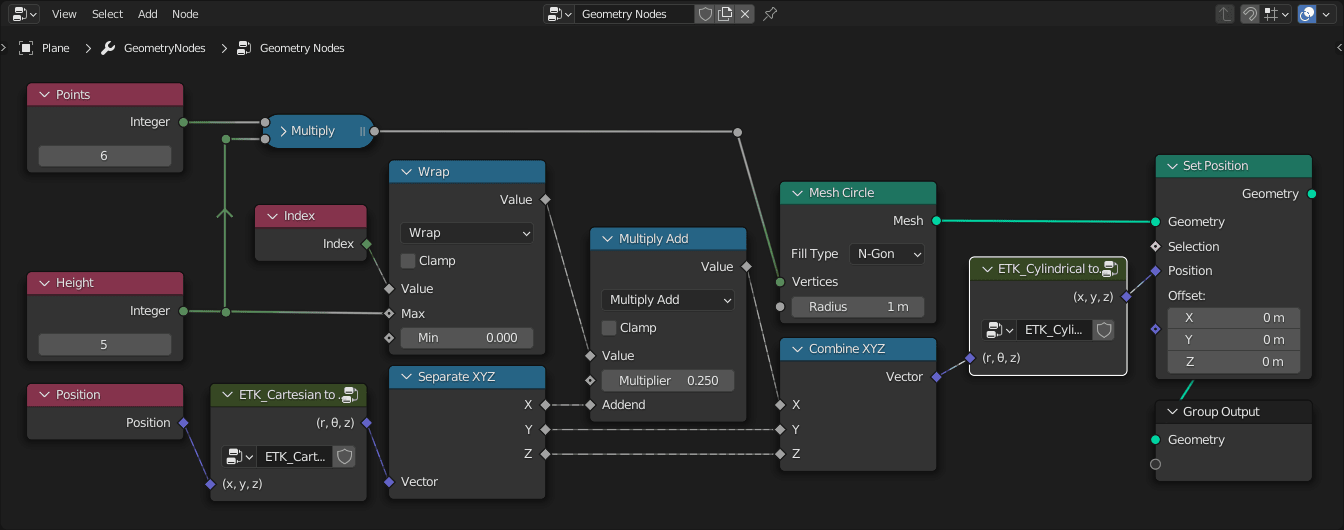 View Select Add Node
Geometry Nodes
Plane GeometryNodes Geometry Nodes
Points
Integer
6
Multiply
Index
Index
Height
Integer
5
Position
Position
ETK_Cartesian to ..
(r, θ, z)
ETK_Cart...
(x, y, z)
Wrap
Value
Wrap
Clamp
Value
Max
Min 0.000
Separate XYZ
X
Y
Z
Vector
Multiply Add
Value
Multiply Add
Clamp
Value
Multiplier 0.250
Addend
Mesh Circle
Mesh
Fill Type N-Gon
Vertices
Radius 1 m
Combine XYZ
Vector
X
Y
Z
ETK_Cylindrical to..
(x, y, z)
ETK_Cyli...
(r, θ, z)
Set Position
Geometry
Geometry
Selection
Position
Offset:
X 0 m
Y 0 m
Z 0 m
Group Output
Geometry